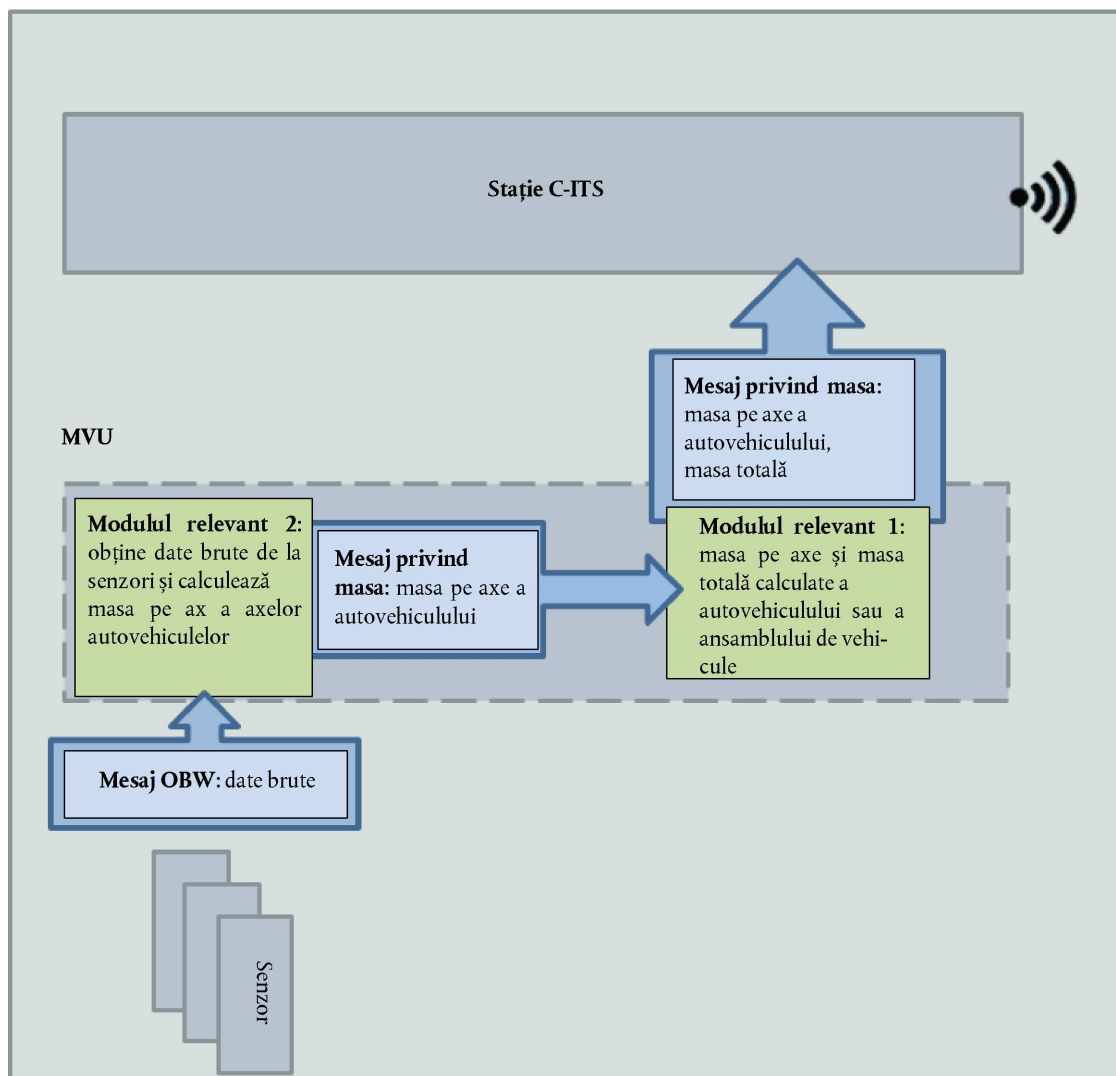 Stație C-ITS
Mesaj privind masa:
masa pe axe a
autovehiculului,
masa totală
MVU
Modulul relevant 2:
obține date brute de la
senzori și calculează
masa pe ax a axelor
autovehiculelor
Mesaj privind
masa: masa pe axe a
autovehiculului
Modulul relevant 1:
masa pe axe și masa
totală calculate a
autovehiculului sau a
ansamblului de vehi-
cule
Mesaj OBW: date brute
Senzor